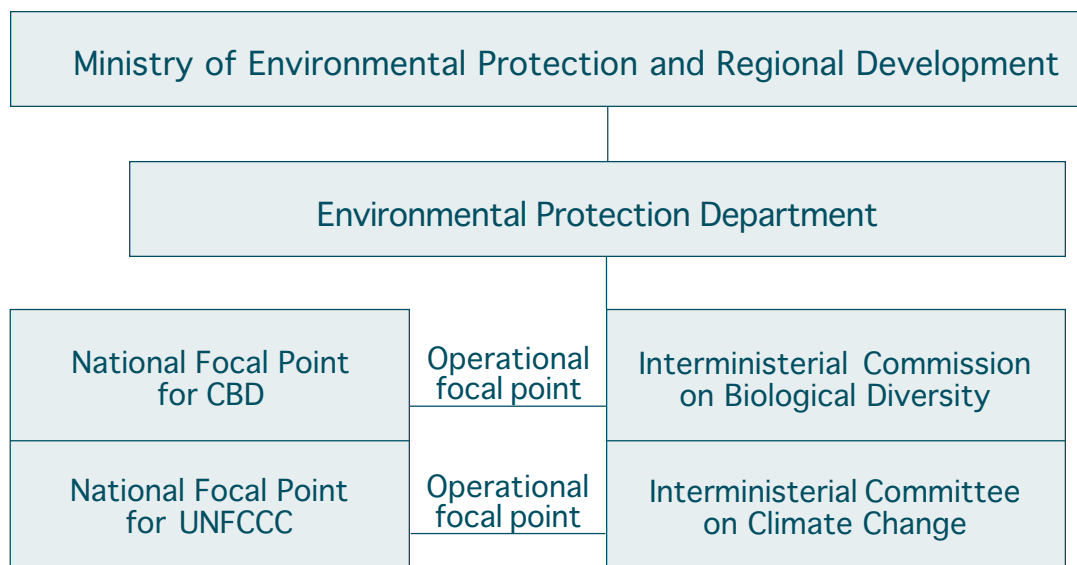 Ministry of Environmental Protection and Regional Development
Environmental Protection Department
National Focal Point
for CBD
Operational
focal point
Interministerial Commission
on Biological Diversity
National Focal Point
for UNFCCC
Operational
focal point
Interministerial Committee
on Climate Change